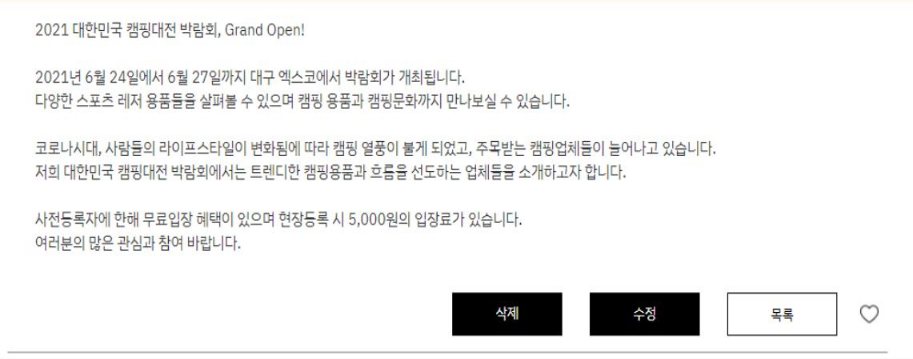 2021 대한민국 캠핑대전 박람회, Grand Open!
2021년 6월 24일에서 6월 27일까지 대구 엑스코에서 박람회가 개최됩니다.
다양한 스포츠 레저 용품들을 살펴볼 수 있으며 캠핑 용품과 캠핑문화까지 만나보실 수 있습니다.
코로나시대, 사람들의 라이프스타일이 변화됨에 따라 캠핑 열풍이 불게 되었고, 주목받는 캠핑업체들이 늘어나고 있습니다.
저희 대한민국 캠핑대전 박람회에서는 트렌디한 캠핑용품과 흐름을 선도하는 업체들을 소개하고자 합니다.
사전등록자에 한해 무료입장 혜택이 있으며 현장등록 시 5,000원의 입장료가 있습니다.
여러분의 많은 관심과 참여 바랍니다.
삭제 수정 목록